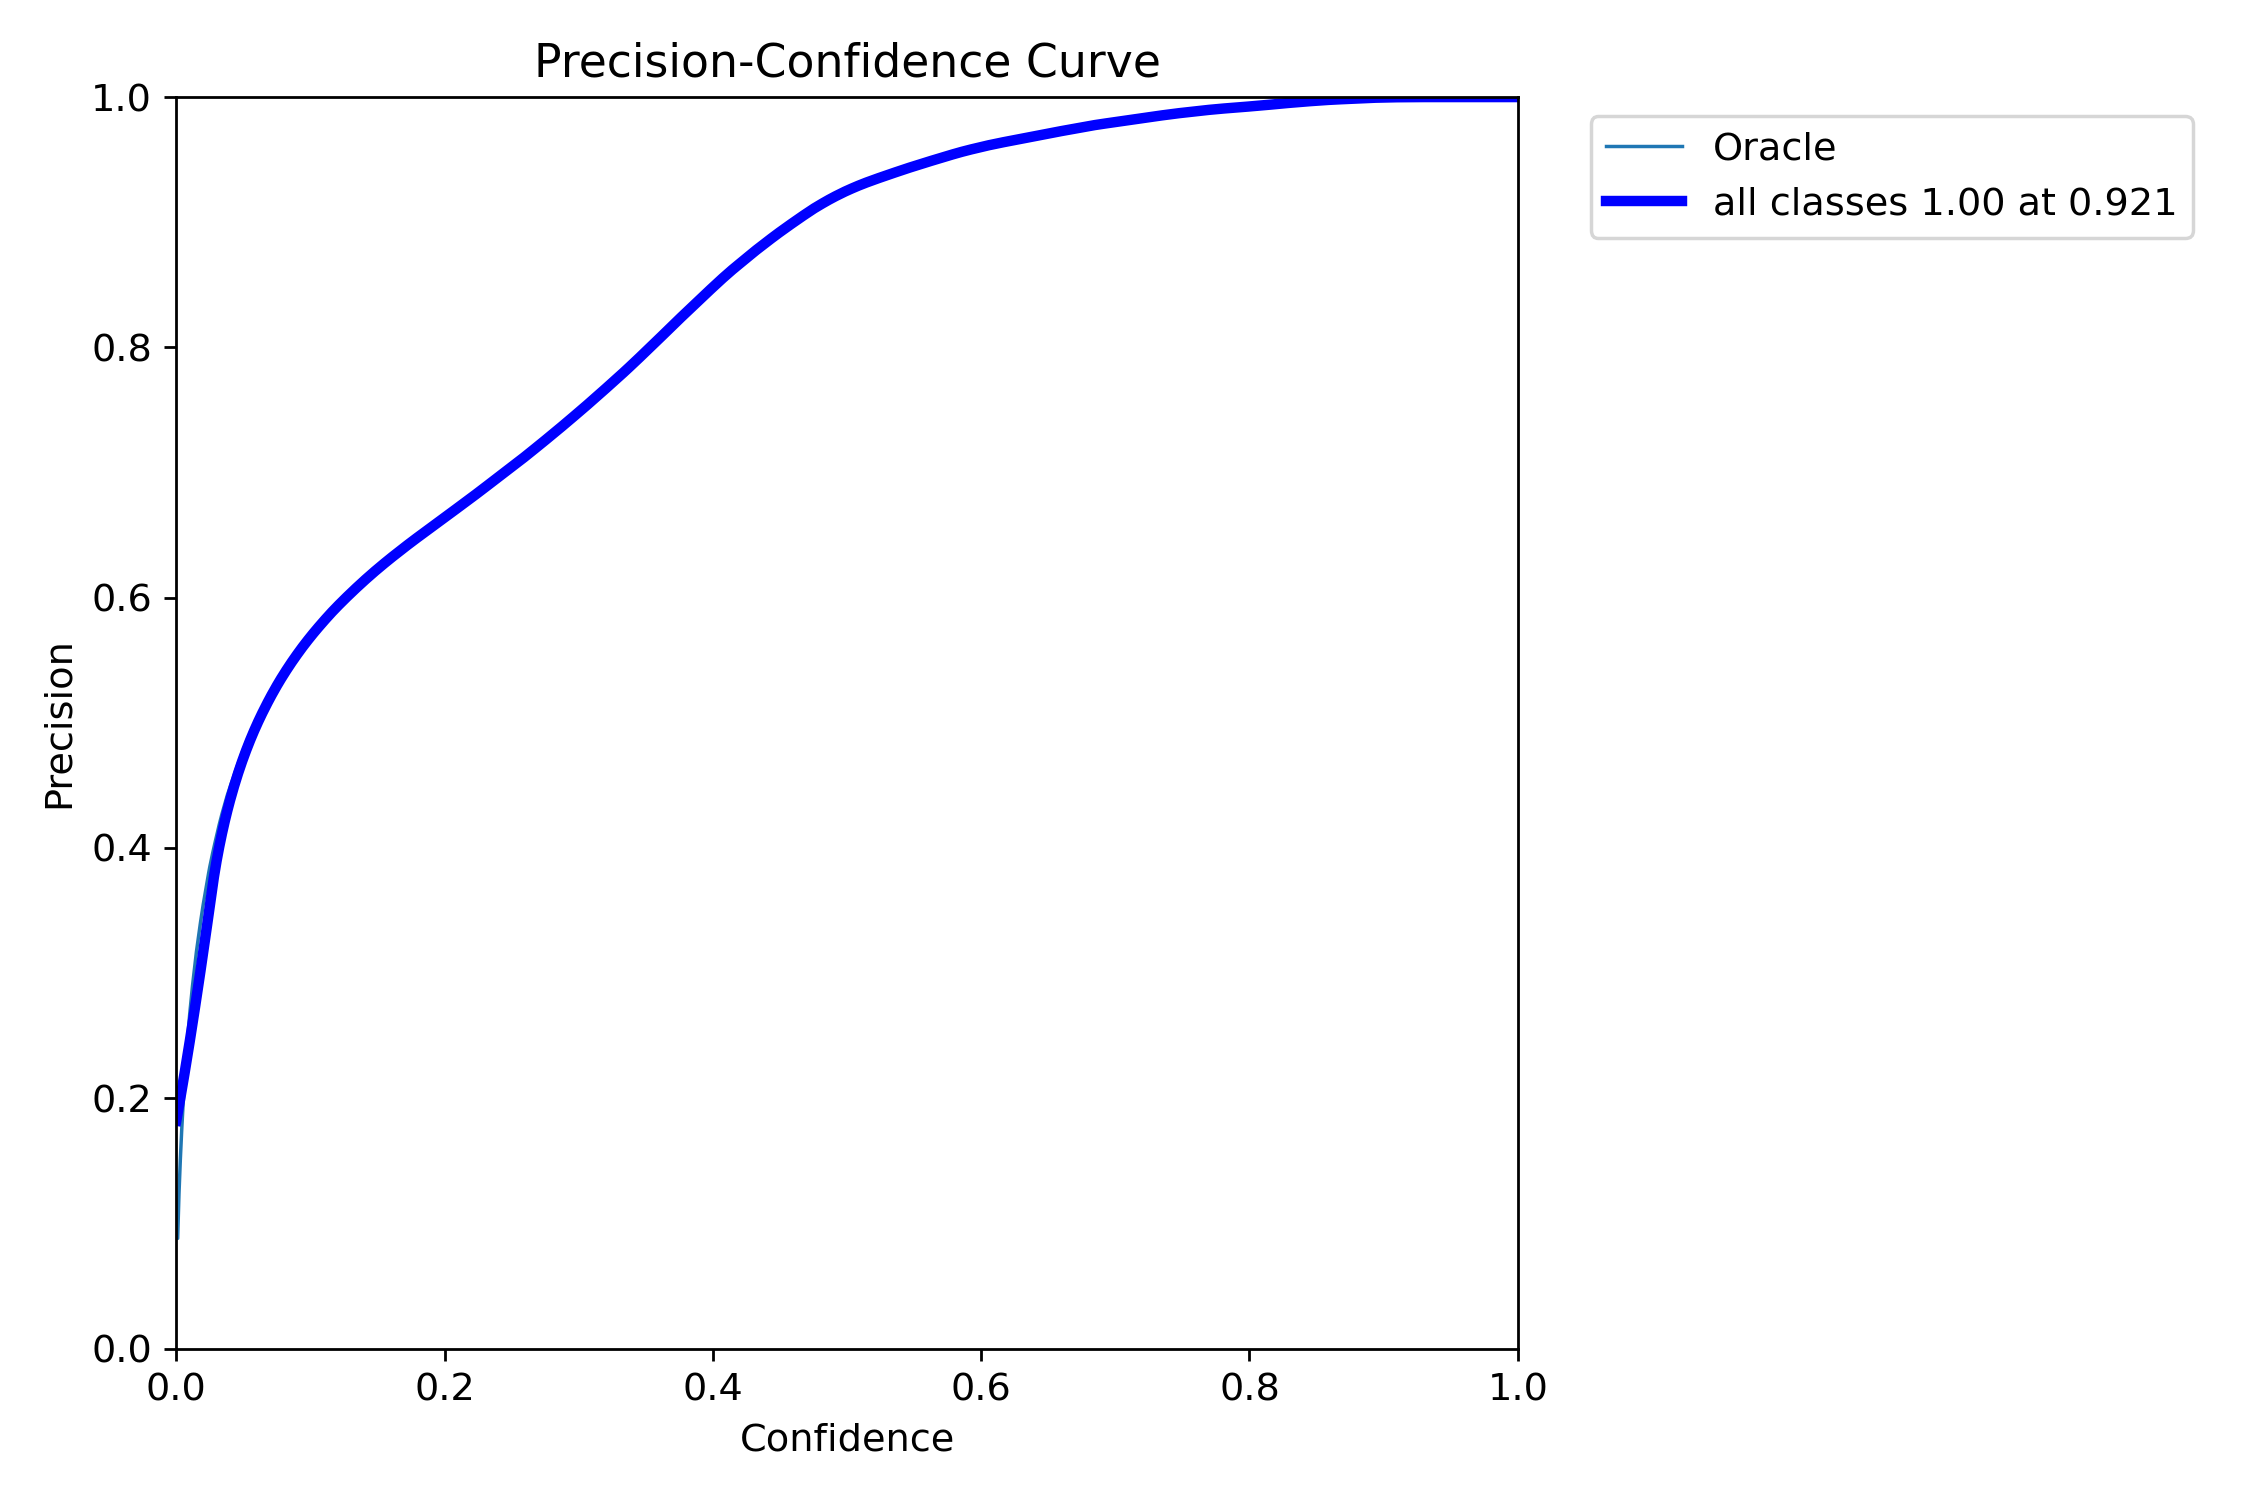 Precision-Confidence Curve
1.0
0.8
0.6
0.4
0.2
0.0
Precision
0.0 0.2 0.4 0.6 0.8 1.0
Confidence
Oracle
all classes 1.00 at 0.921